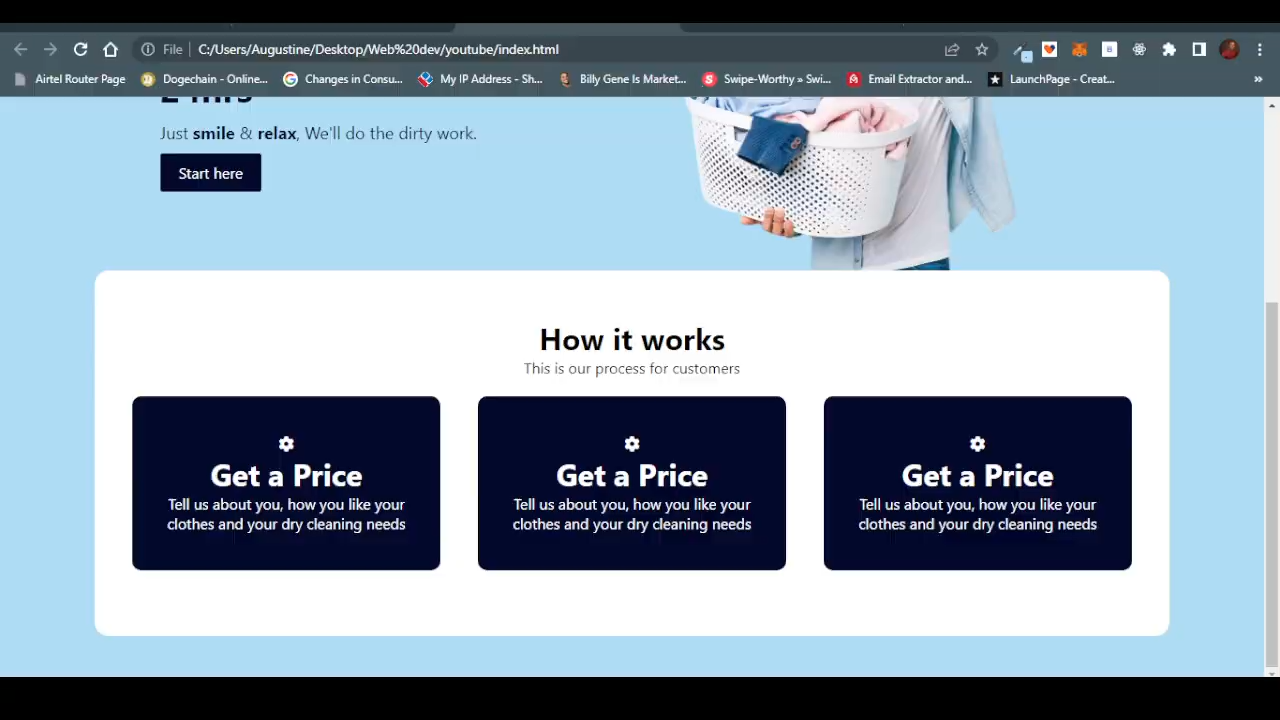 File C:/Users/Augustine/Desktop/Web%20dev/youtube/index.html
Airtel Router Page Dogechain - Online... Changes in Consu... My IP Address - Sh... Billy Gene Is Market... Swipe-Worthy » Swi... Email Extractor and... LaunchPage - Creat... »
Just smile & relax, We'll do the dirty work.
Start here
How it works
This is our process for customers
Get a Price Get a Price Get a Price
Tell us about you, how you like your Tell us about you, how you like your Tell us about you, how you like your
clothes and your dry cleaning needs clothes and your dry cleaning needs clothes and your dry cleaning needs